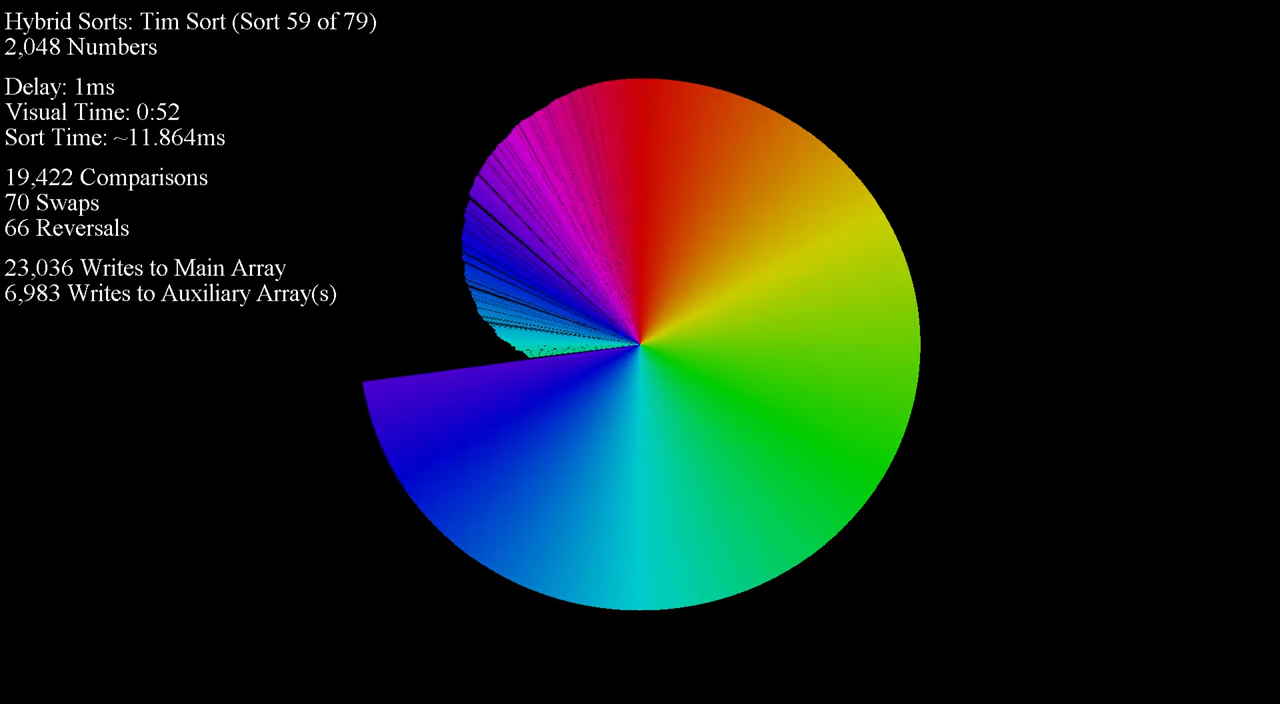 Hybrid Sorts: Tim Sort (Sort 59 of 79)
2,048 Numbers
Delay: 1ms
Visual Time: 0:52
Sort Time: ~11.864ms
19,422 Comparisons
70 Swaps
66 Reversals
23,036 Writes to Main Array
6,983 Writes to Auxiliary Array(s)